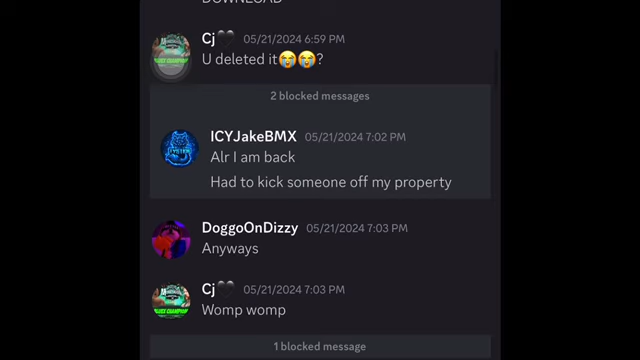 DOWNLOAD
Cj🖤 05/21/2024 6:59 PM
U deleted it😭😭?
2 blocked messages
ICYJakeBMX 05/21/2024 7:02 PM
Alr I am back
Had to kick someone off my property
DoggoOnDizzy 05/21/2024 7:03 PM
Anyways
Cj🖤 05/21/2024 7:03 PM
Womp womp
1 blocked message